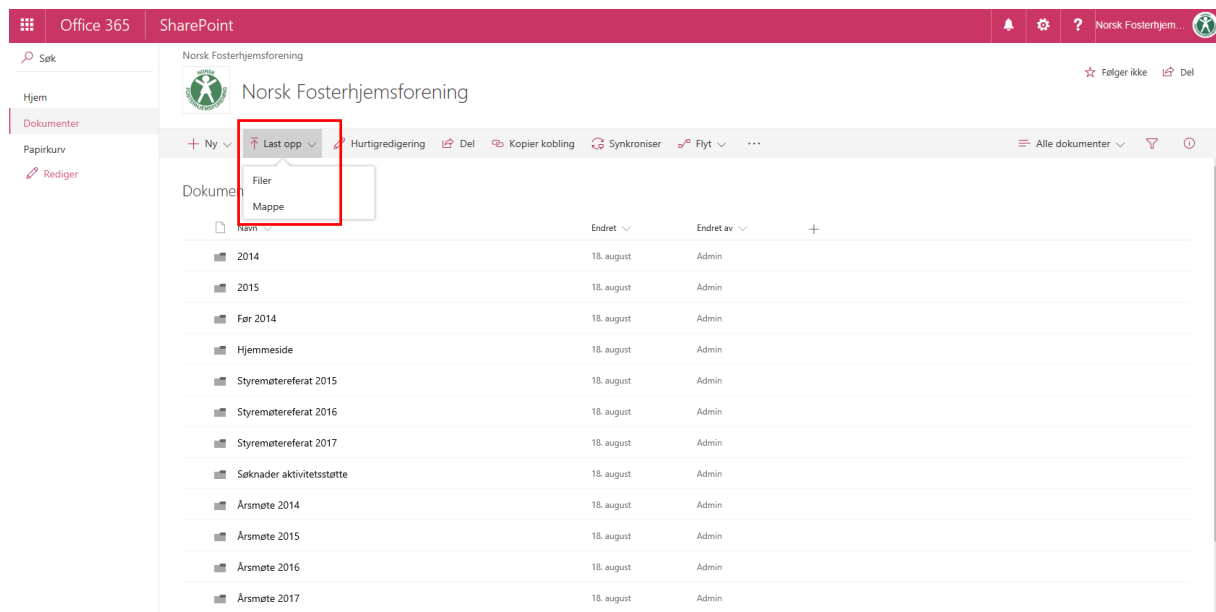 Office 365 SharePoint ? Norsk Fosterhjem...
Søk
Hjem
Dokumenter
Papirkurv
Rediger
Norsk Fosterhjemsforening
NORSK
FOSTERHJEMSFORENING
Norsk Fosterhjemsforening
Følger ikke Del
+ Ny Last opp Hurtigredigering Del Kopier kobling Synkroniser Flyt ... Alle dokumenter
Filer
Mappe
Navn Endret Endret av +
2014 18. august Admin
2015 18. august Admin
Før 2014 18. august Admin
Hjemmeside 18. august Admin
Styremøtereferat 2015 18. august Admin
Styremøtereferat 2016 18. august Admin
Styremøtereferat 2017 18. august Admin
Søknader aktivitetsstøtte 18. august Admin
Årsmøte 2014 18. august Admin
Årsmøte 2015 18. august Admin
Årsmøte 2016 18. august Admin
Årsmøte 2017 18. august Admin